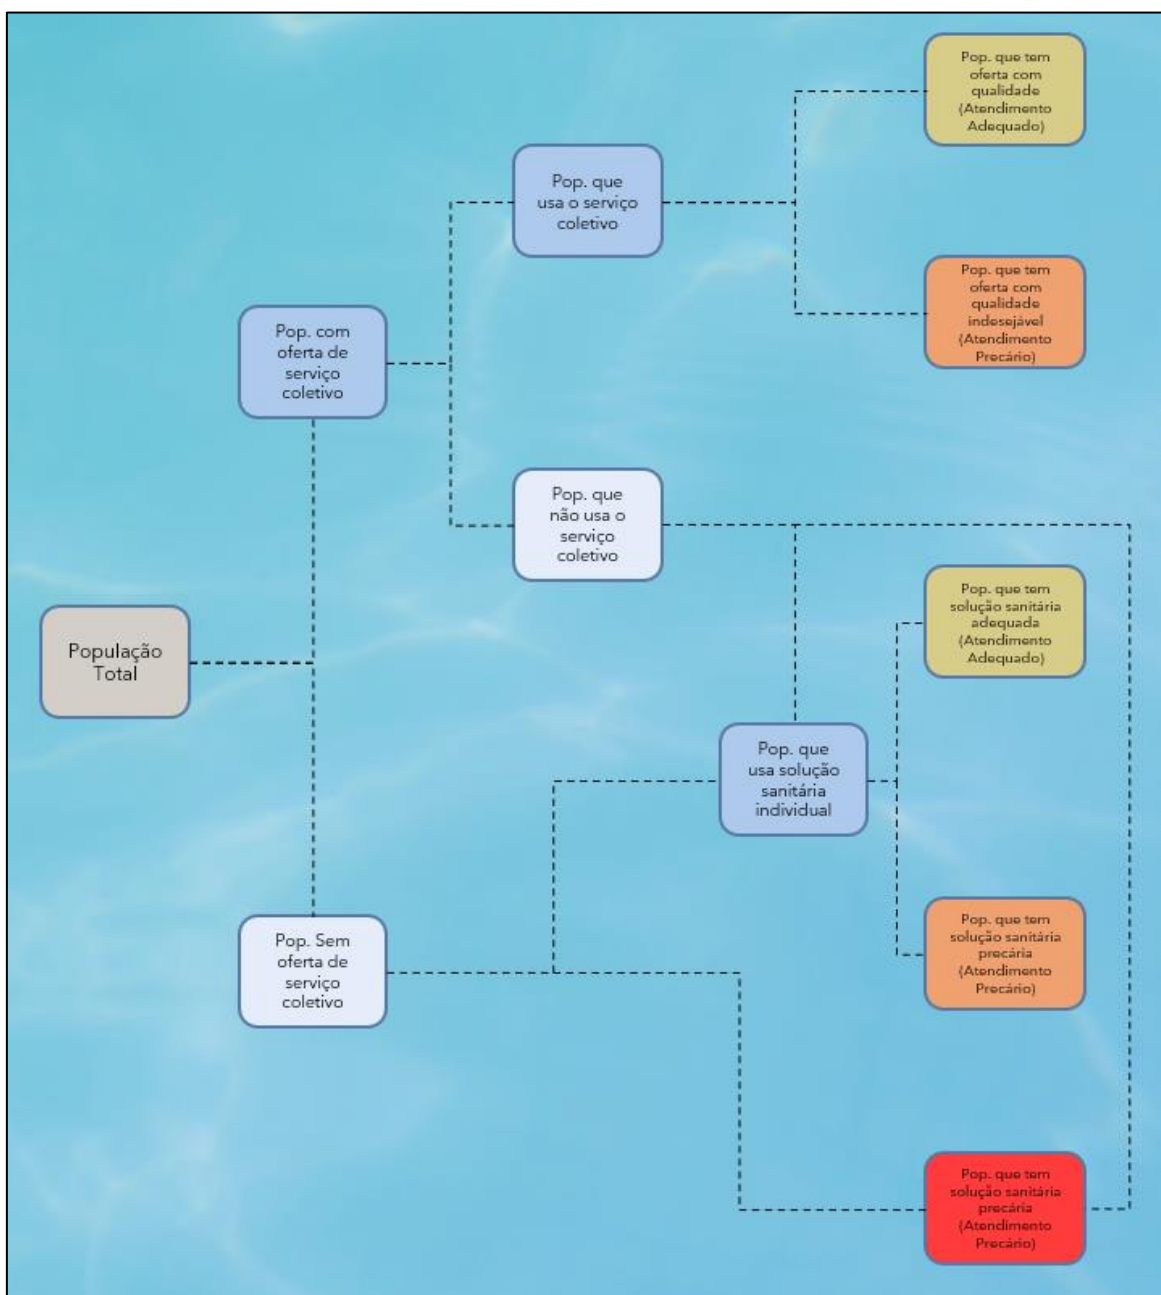 Pop. que tem
oferta com
qualidade
(Atendimento
Adequado)
Pop. que
usa o serviço
coletivo
Pop. que tem
oferta com
qualidade
indesejável
(Atendimento
Precário)
Pop. com
oferta de
serviço
coletivo
Pop. que
não usa o
serviço
coletivo
Pop. que tem
solução sanitária
adequada
(Atendimento
Adequado)
População
Total
Pop. que
usa solução
sanitária
individual
Pop. que tem
solução sanitária
precária
(Atendimento
Precário)
Pop. Sem
oferta de
serviço
coletivo
Pop. que tem
solução sanitária
precária
(Atendimento
Precário)